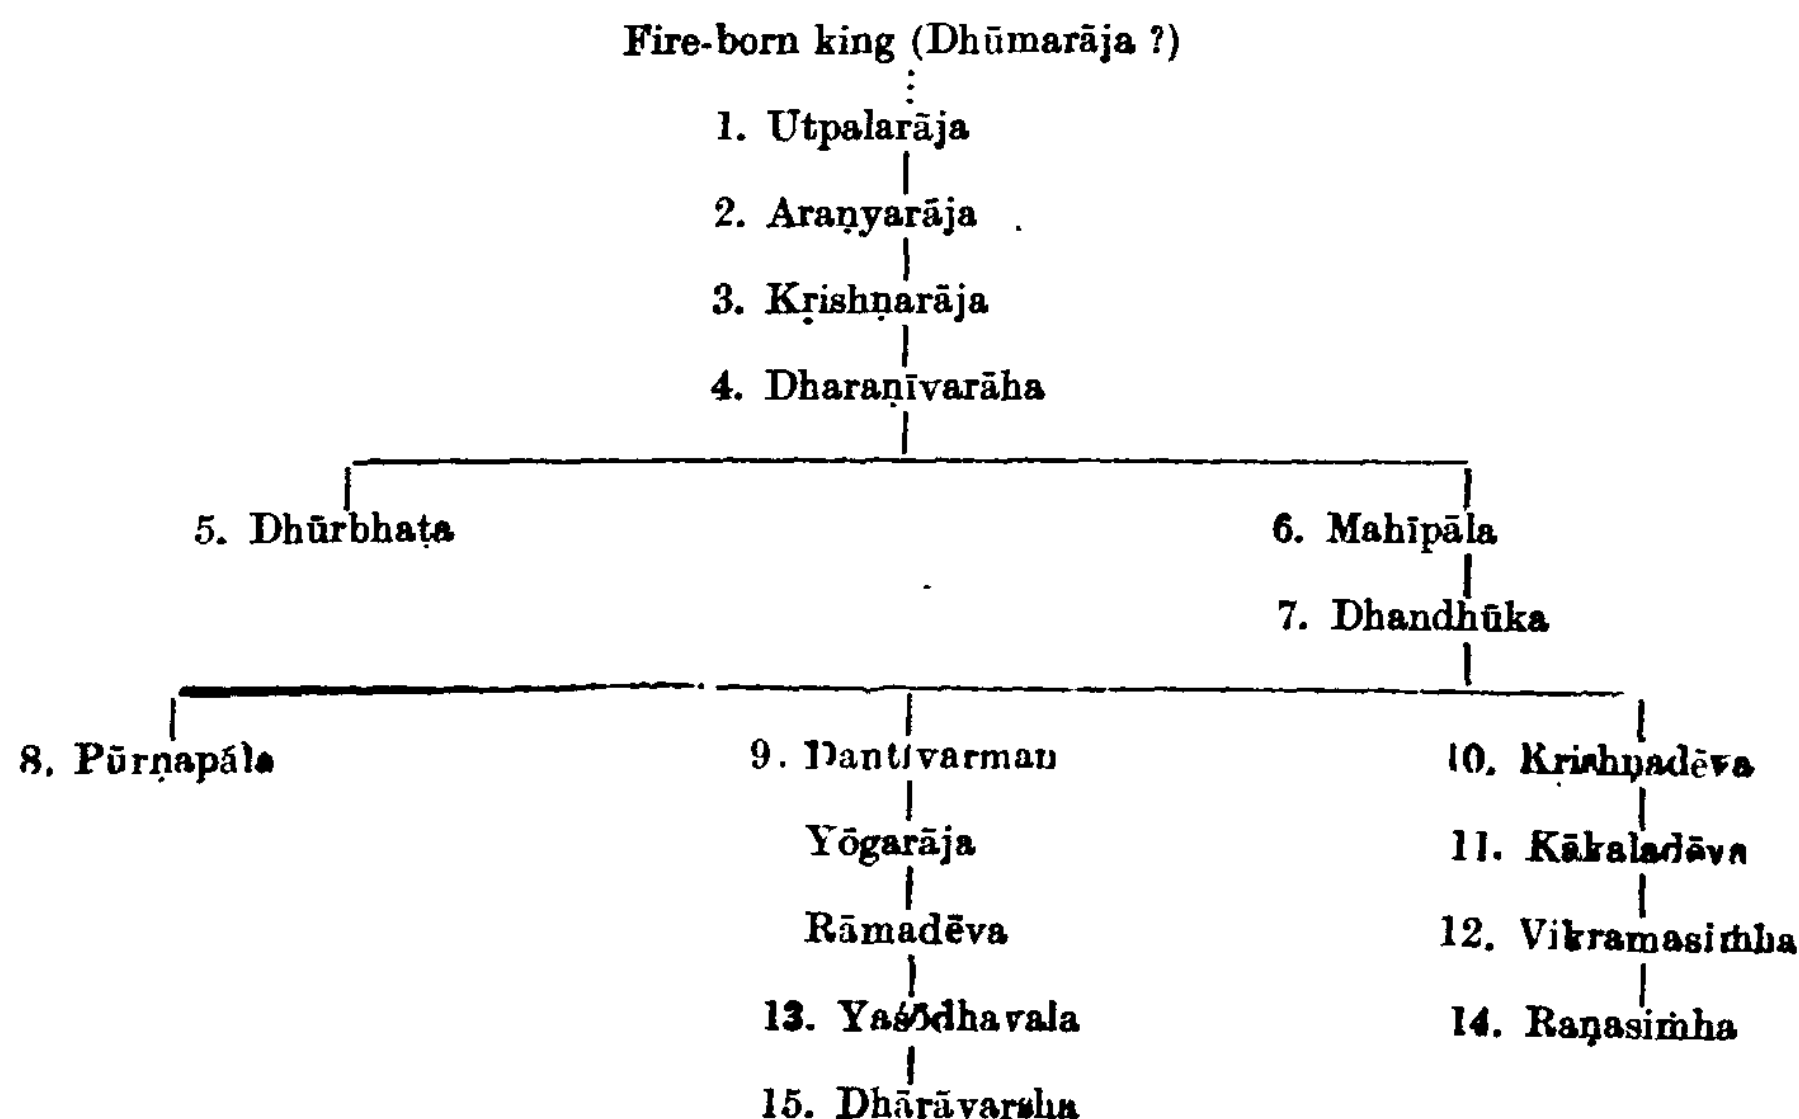 Fire-born king (Dhūmarāja ?)
1. Utpalarāja
2. Araṇyarāja
3. Kṛishṇarāja
4. Dharaṇīvarāha
5. Dhūrbhaṭa 6. Mahīpāla
7. Dhandhūka
8. Pūrṇapāla 9. Dantivarman 10. Kṛishṇadēva
Yōgarāja 11. Kākaladēva
Rāmadēva 12. Vikramasiṁha
13. Yaśōdhavala 14. Raṇasiṁha
15. Dhārāvarsha